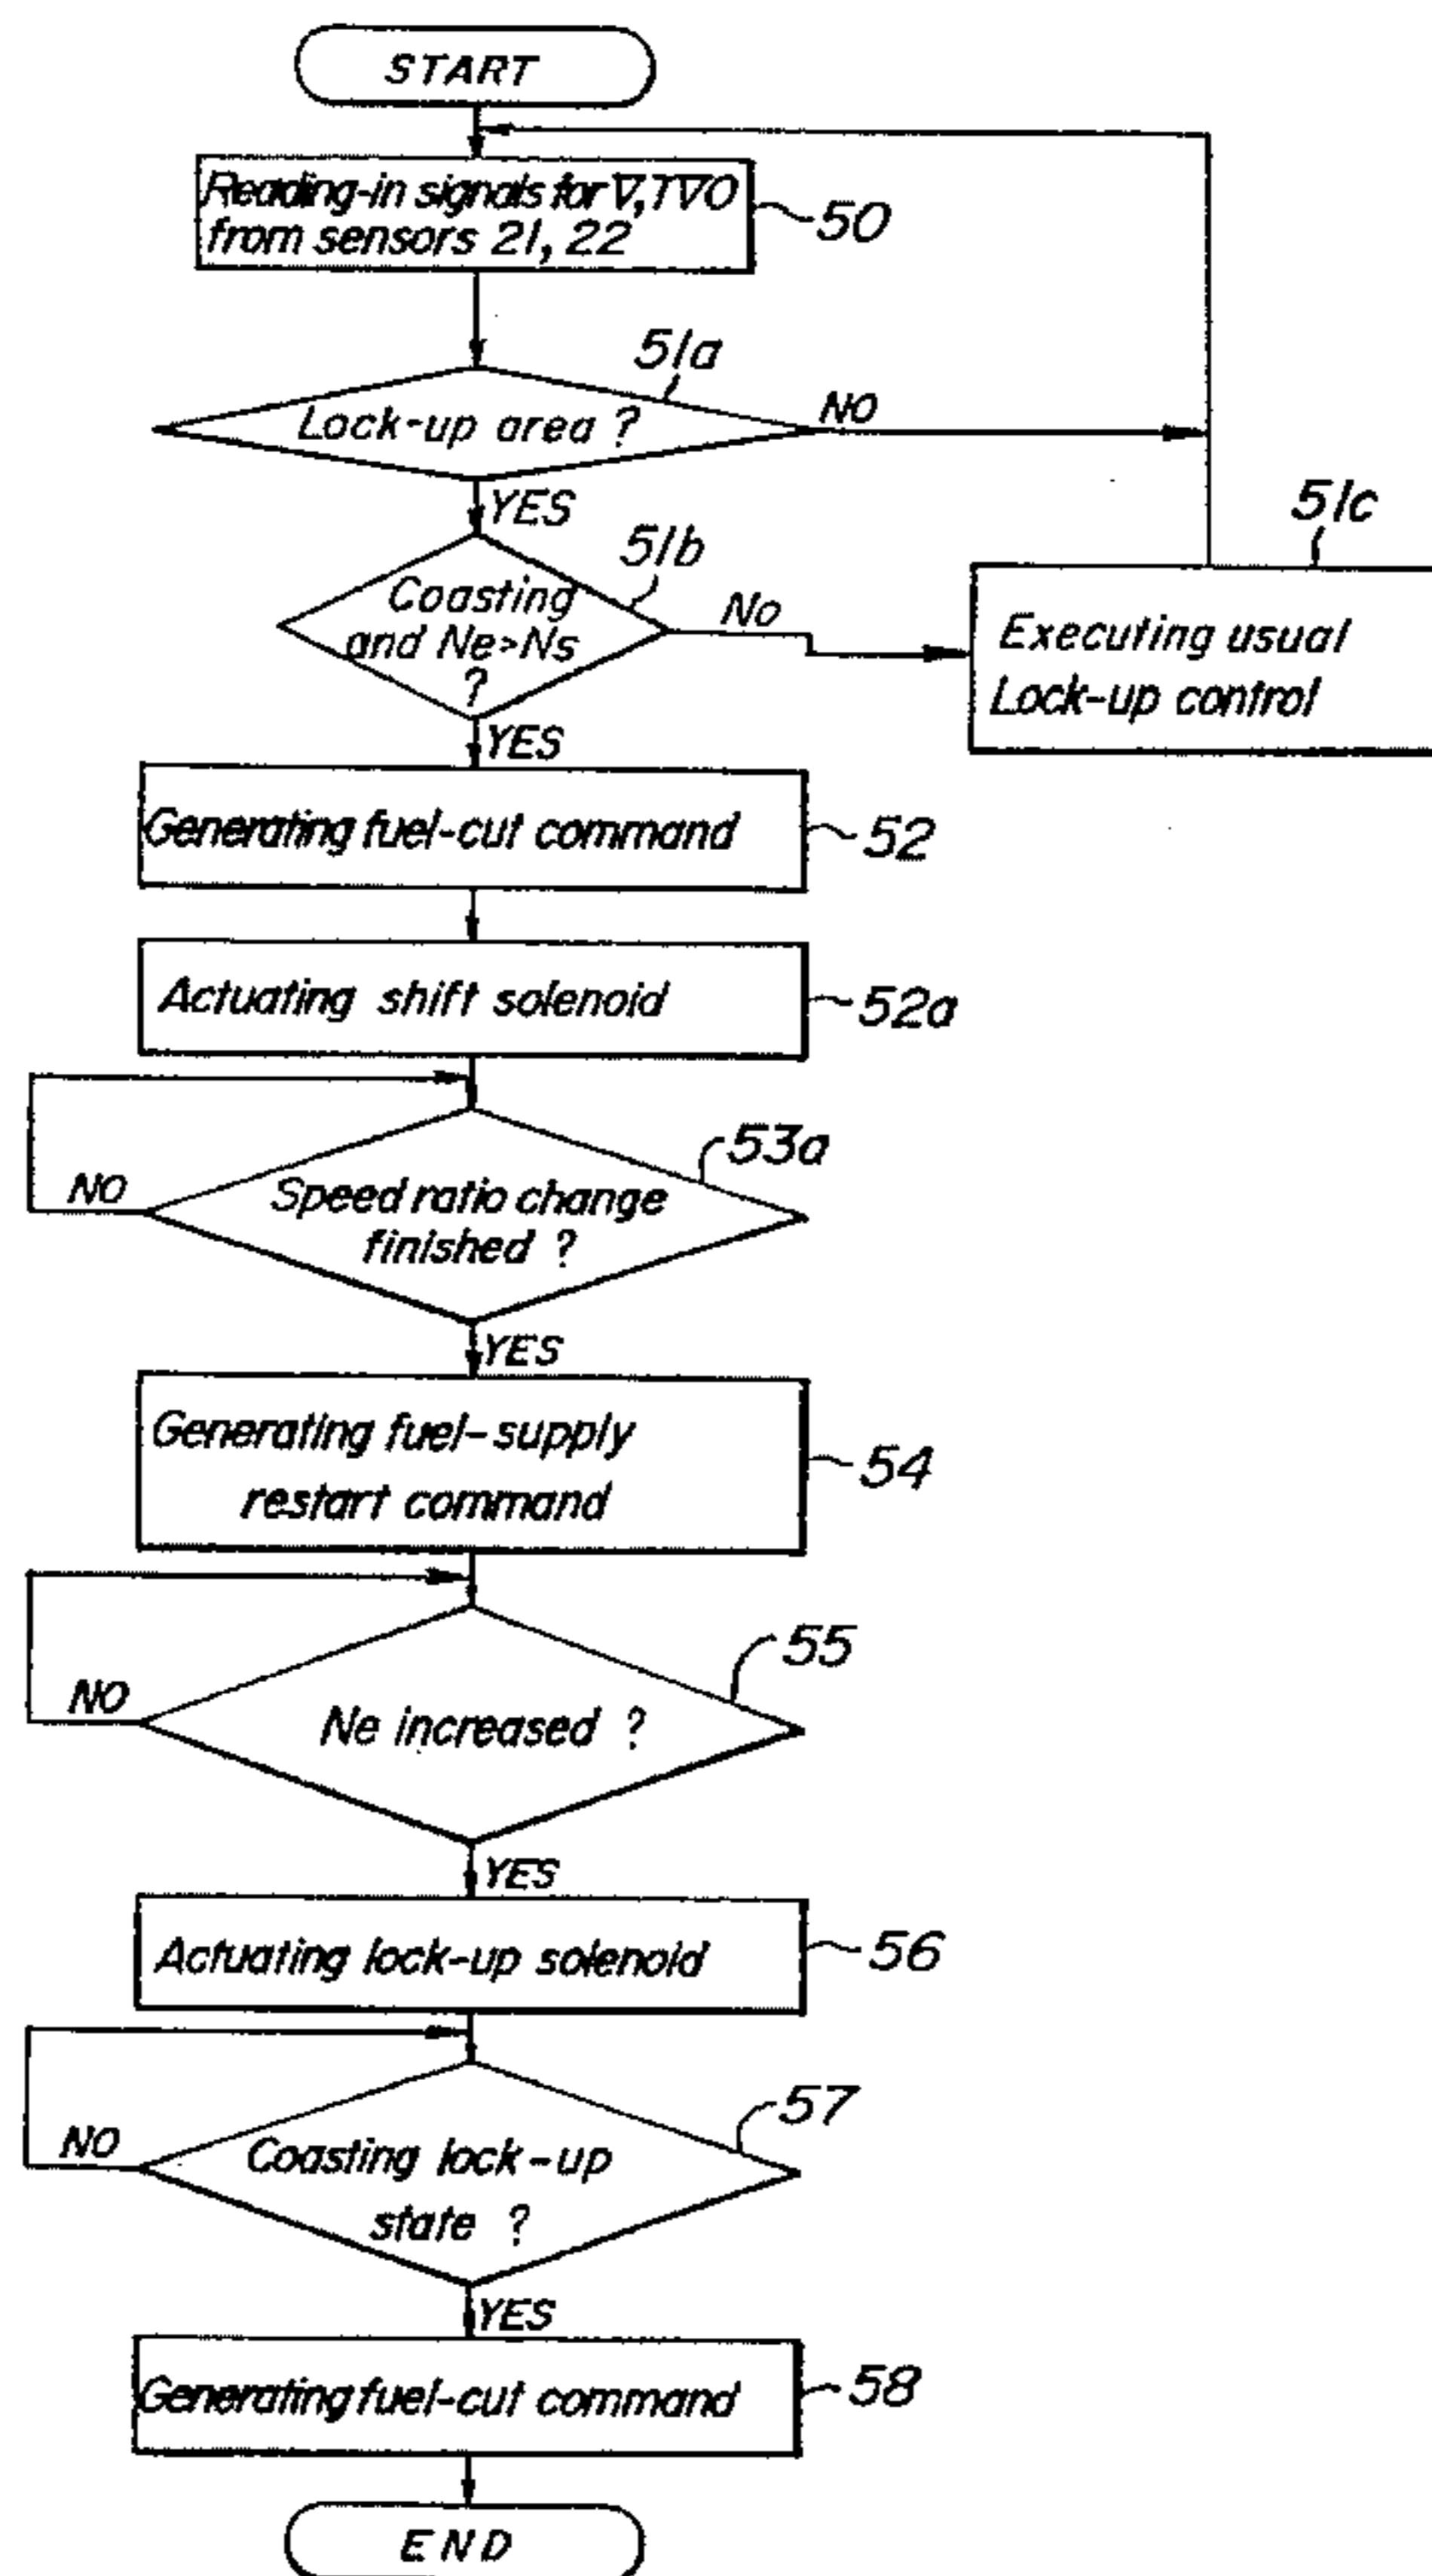 START
Reading-in signals for ∇, T∇O
from sensors 21, 22
50
51a
Lock-up area ?
NO
YES
51b
Coasting
and Ne>Ns
?
No
51c
Executing usual
Lock-up control
YES
Generating fuel-cut command
52
Actuating shift solenoid
52a
53a
Speed ratio change
finished ?
NO
YES
Generating fuel-supply
restart command
54
55
Ne increased ?
NO
YES
Actuating lock-up solenoid
56
57
Coasting lock-up
state ?
NO
YES
Generating fuel-cut command
58
END